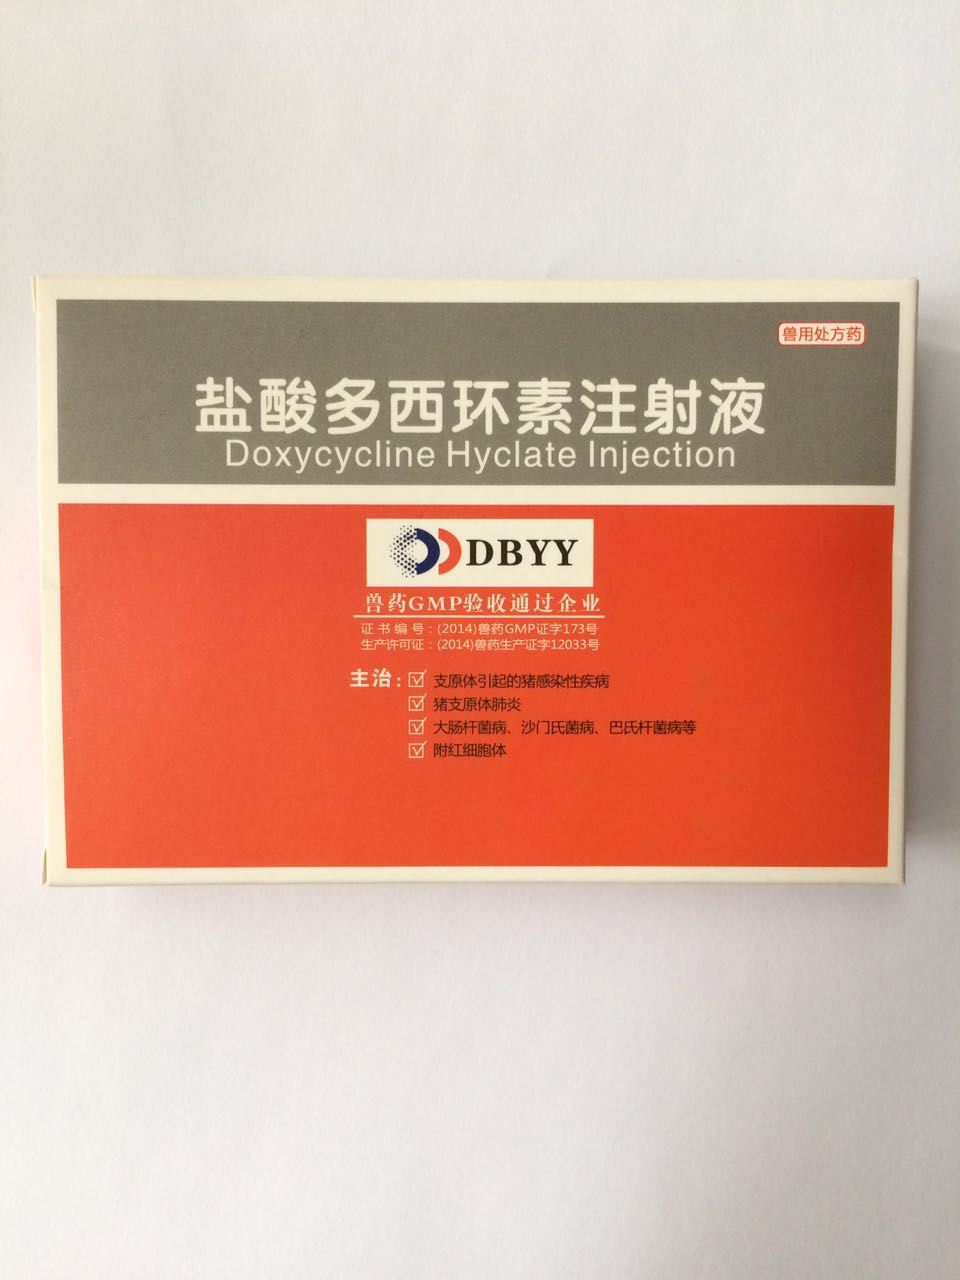 兽用处方药
盐酸多西环素注射液
Doxycycline Hyclate Injection
DBYY
兽药GMP验收通过企业
证书编号：(2014)兽药GMP证字173号
生产许可证：(2014)兽药生产证字12033号
主治：☑ 支原体引起的猪感染性疾病
☑ 猪支原体肺炎
☑ 大肠杆菌病、沙门氏菌病、巴氏杆菌病等
☑ 附红细胞体